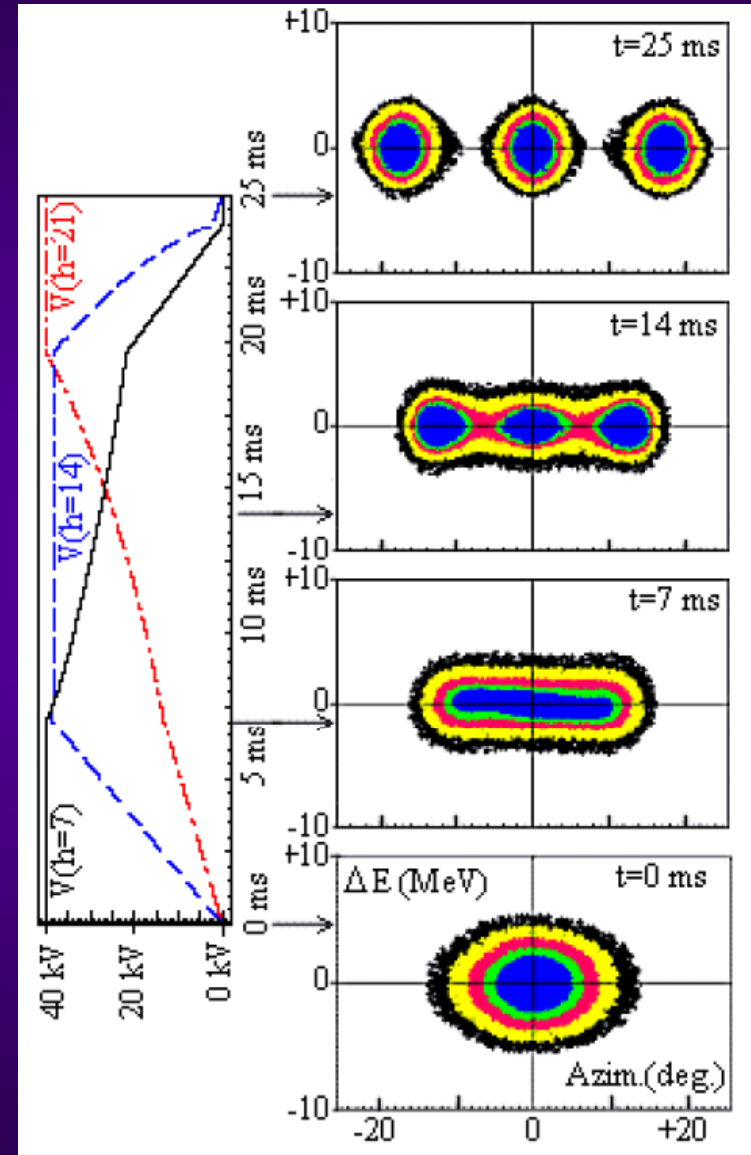 V(h=21)
V(h=14)
V(h=7)
25 ms
20 ms
15 ms
10 ms
5 ms
0 ms
40 kV
20 kV
0 kV
+10
t=25 ms
0
-10
+10
t=14 ms
0
-10
+10
t=7 ms
0
-10
+10
ΔE (MeV)
t=0 ms
0
Azim.(deg.)
-10
-20
0
+20